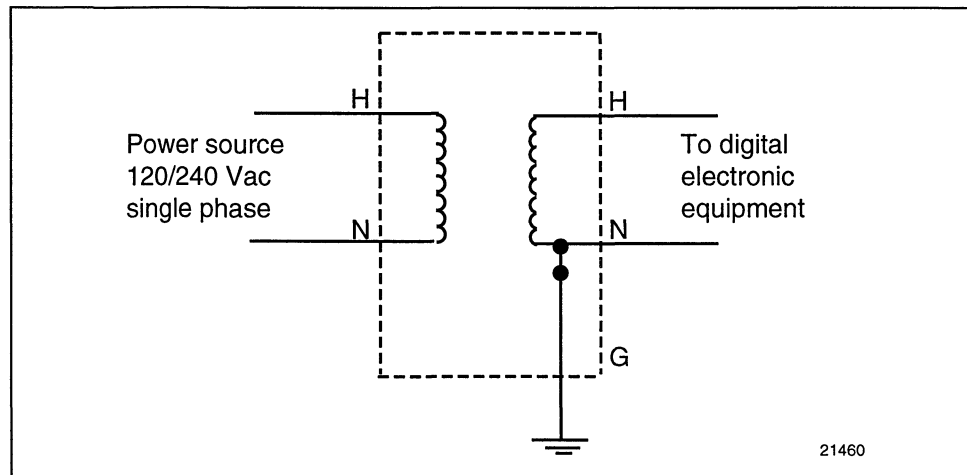 H
H
Power source
120/240 Vac
single phase
To digital
electronic
equipment
N
N
G
21460